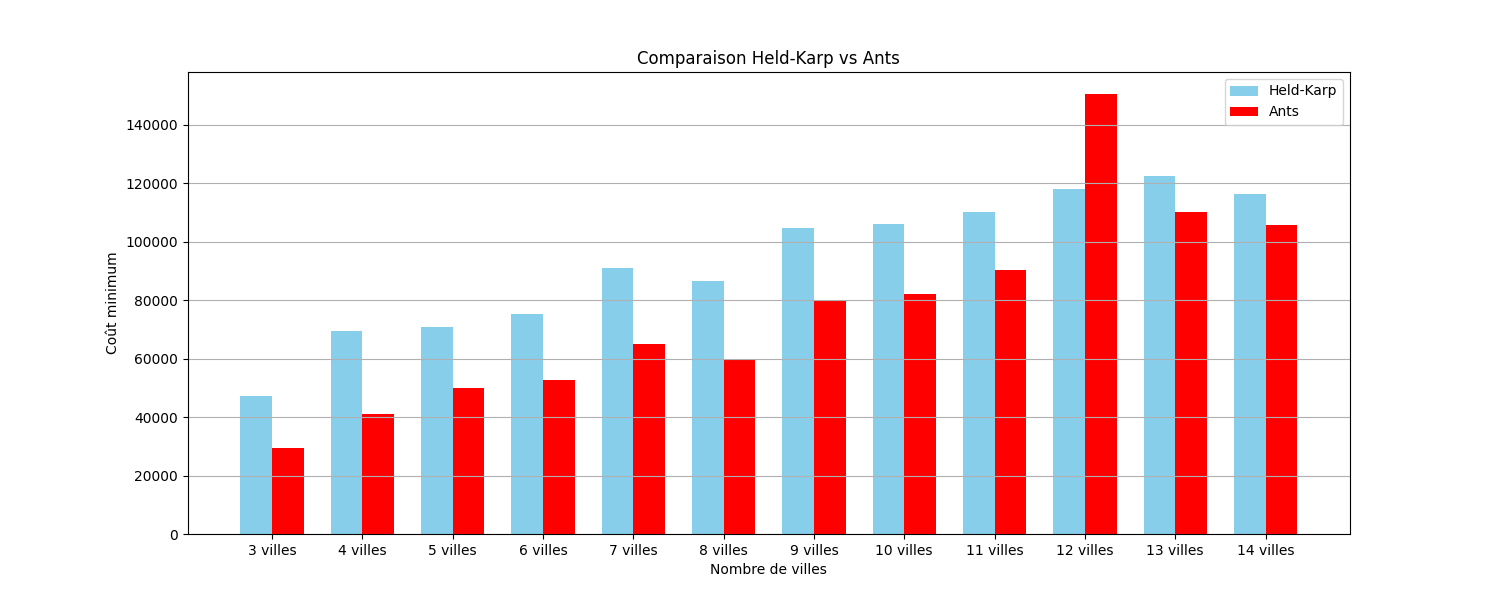 Comparaison Held-Karp vs Ants
Held-Karp
Ants
Coût minimum
140000
120000
100000
80000
60000
40000
20000
0
3 villes 4 villes 5 villes 6 villes 7 villes 8 villes 9 villes 10 villes 11 villes 12 villes 13 villes 14 villes
Nombre de villes